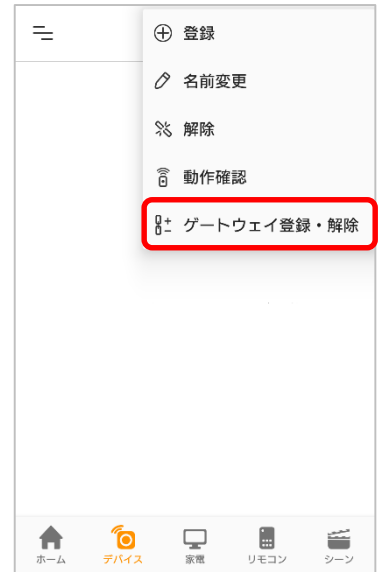 登録
名前変更
解除
動作確認
ゲートウェイ登録・解除
ホーム
デバイス
家電
リモコン
シーン